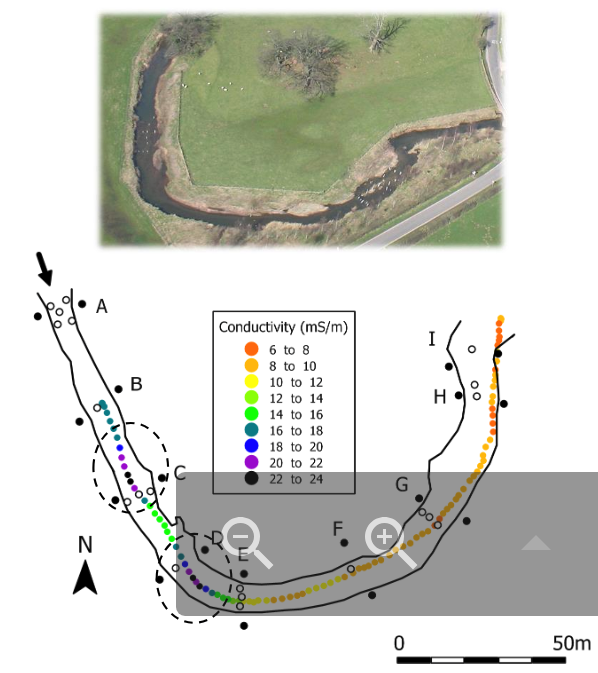 A
Conductivity (mS/m)
6 to 8
8 to 10
10 to 12
12 to 14
14 to 16
16 to 18
18 to 20
20 to 22
22 to 24
I
B
H
C
G
F
D
E
N
0 50m